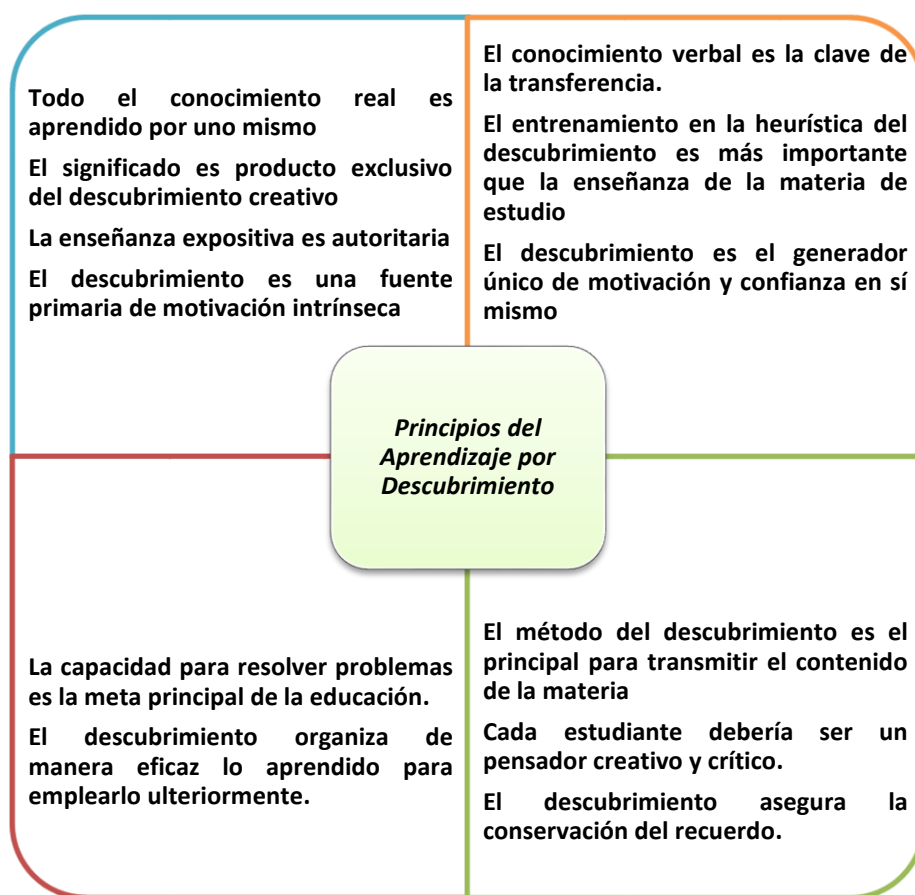 Todo el conocimiento real es
aprendido por uno mismo
El significado es producto exclusivo
del descubrimiento creativo
La enseñanza expositiva es autoritaria
El descubrimiento es una fuente
primaria de motivación intrínseca
El conocimiento verbal es la clave de
la transferencia.
El entrenamiento en la heurística del
descubrimiento es más importante
que la enseñanza de la materia de
estudio
El descubrimiento es el generador
único de motivación y confianza en sí
mismo
Principios del
Aprendizaje por
Descubrimiento
La capacidad para resolver problemas
es la meta principal de la educación.
El descubrimiento organiza de
manera eficaz lo aprendido para
emplearlo ulteriormente.
El método del descubrimiento es el
principal para transmitir el contenido
de la materia
Cada estudiante debería ser un
pensador creativo y crítico.
El descubrimiento asegura la
conservación del recuerdo.